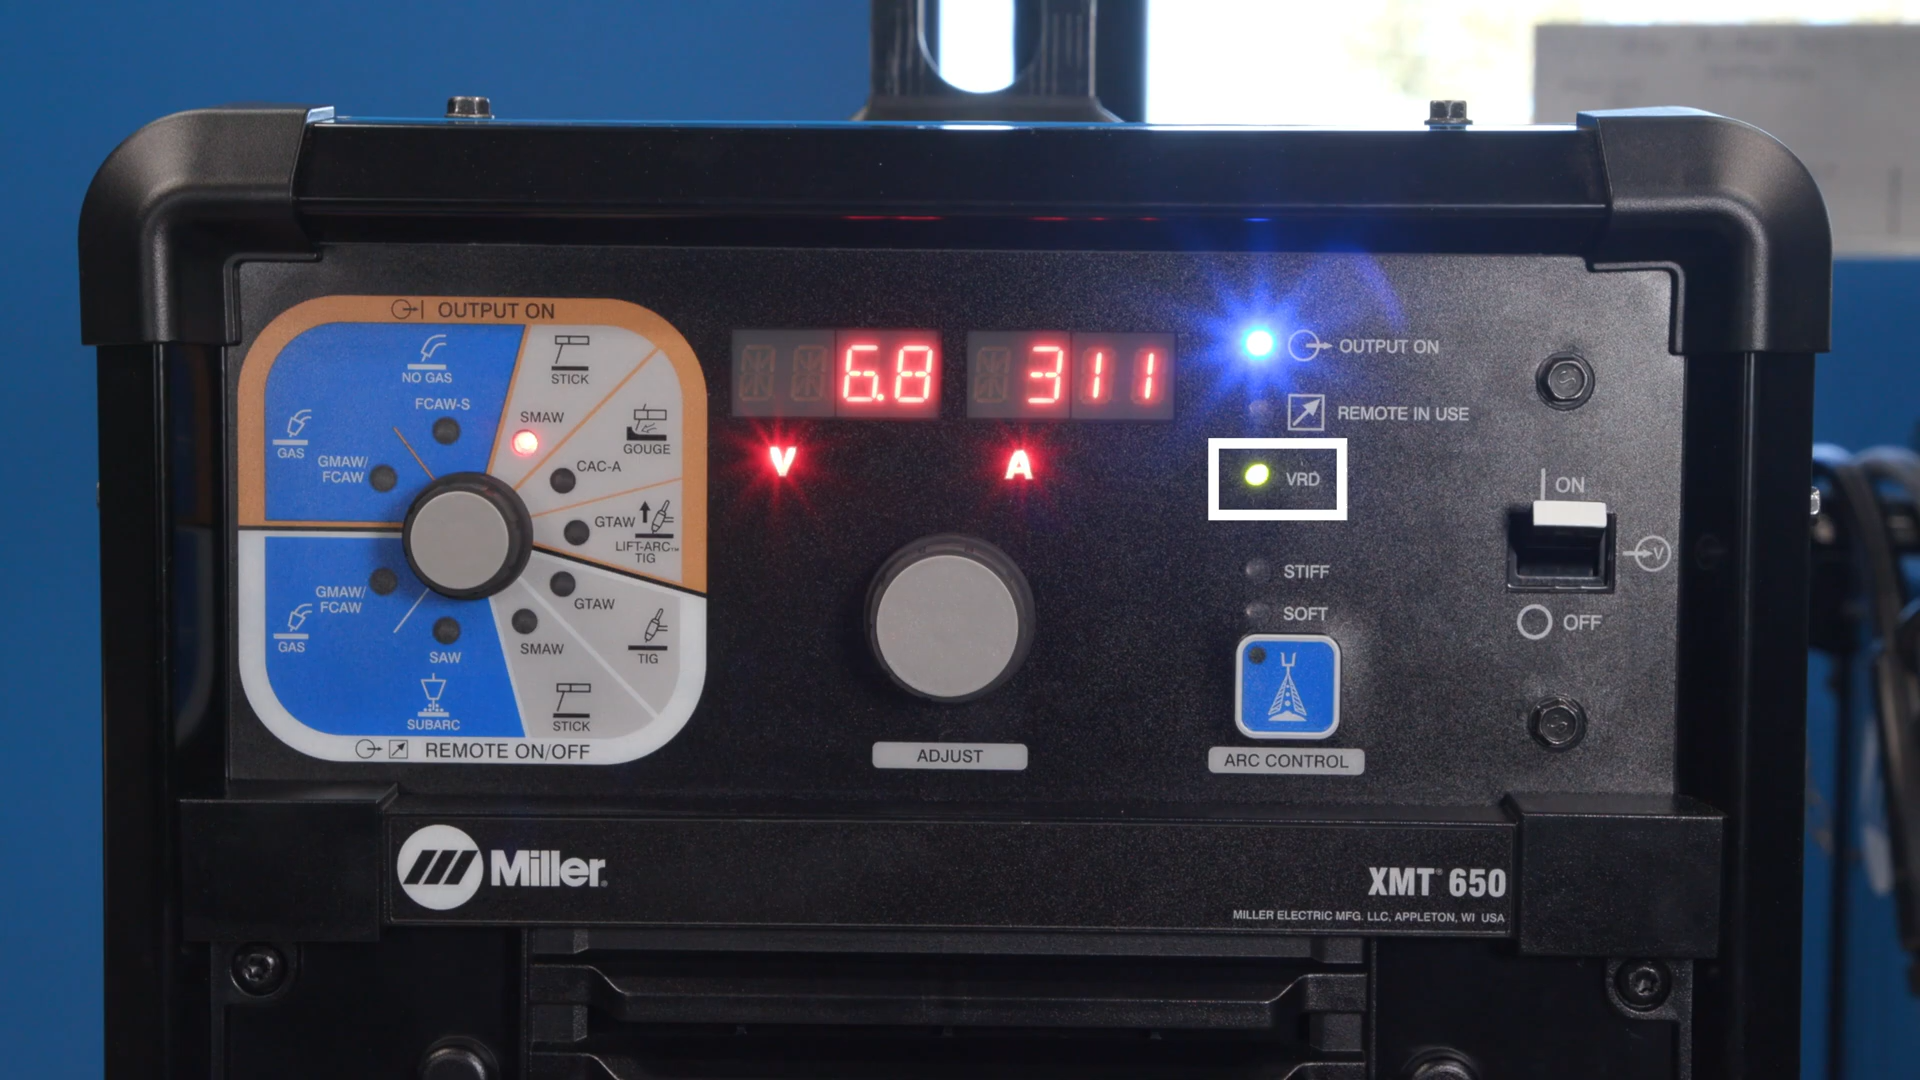 OUTPUT ON
NO GAS
FCAW-S
GAS
GMAW/
FCAW
STICK
SMAW
GOUGE
CAC-A
GTAW
LIFT-ARC™
TIG
GMAW/
FCAW
GAS
SAW
SUBARC
GTAW
TIG
SMAW
STICK
REMOTE ON/OFF
6.8
311
V
A
OUTPUT ON
REMOTE IN USE
VRD
STIFF
SOFT
ARC CONTROL
ADJUST
ON
V
OFF
Miller®
XMT® 650
MILLER ELECTRIC MFG. LLC, APPLETON, WI USA